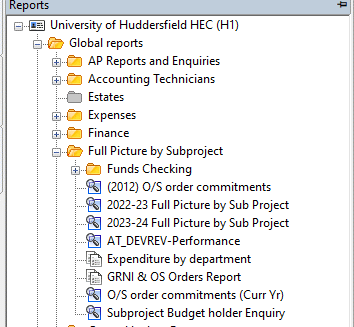 Reports
University of Huddersfield HEC (H1)
Global reports
AP Reports and Enquiries
Accounting Technicians
Estates
Expenses
Finance
Full Picture by Subproject
Funds Checking
(2012) O/S order commitments
2022-23 Full Picture by Sub Project
2023-24 Full Picture by Sub Project
AT_DEVREV-Performance
Expenditure by department
GRNI & OS Orders Report
O/S order commitments (Curr Yr)
Subproject Budget holder Enquiry